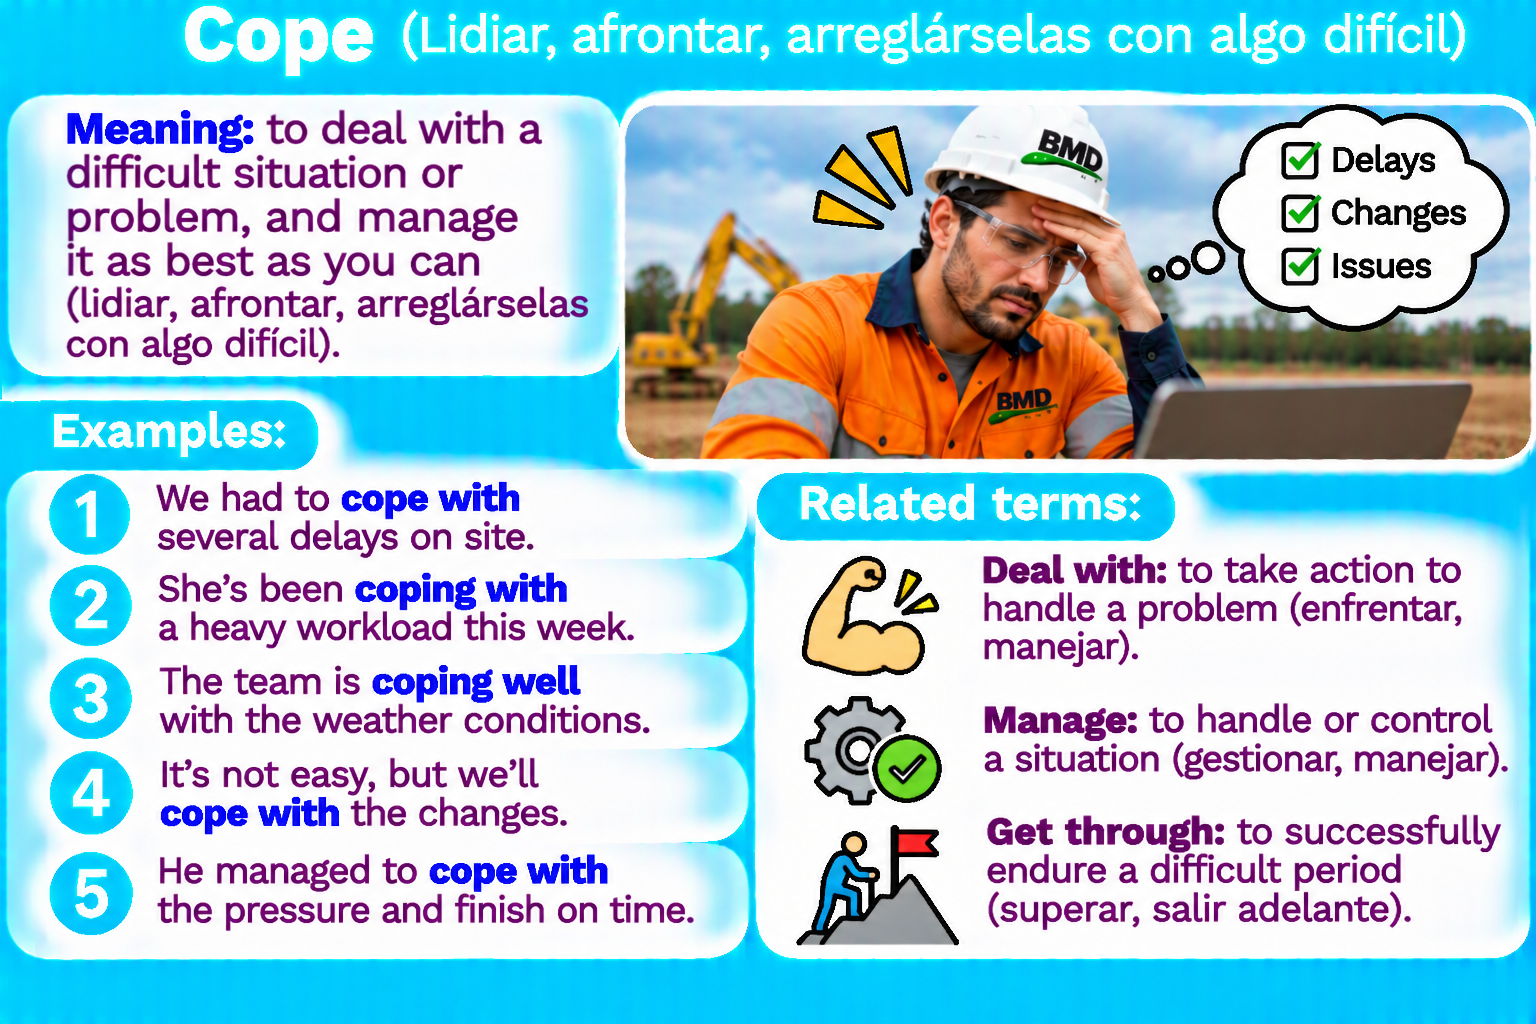 Cope (Lidiar, afrontar, arreglárselas con algo difícil)
Meaning: to deal with a
difficult situation or
problem, and manage
it as best as you can
(lidiar, afrontar, arreglárselas
con algo difícil).
BMD
Delays
Changes
Issues
BMD
Examples:
1 We had to cope with
several delays on site.
2 She's been coping with
a heavy workload this week.
3 The team is coping well
with the weather conditions.
4 It's not easy, but we'll
cope with the changes.
5 He managed to cope with
the pressure and finish on time.
Related terms:
Deal with: to take action to
handle a problem (enfrentar,
manejar).
Manage: to handle or control
a situation (gestionar, manejar).
Get through: to successfully
endure a difficult period
(superar, salir adelante).